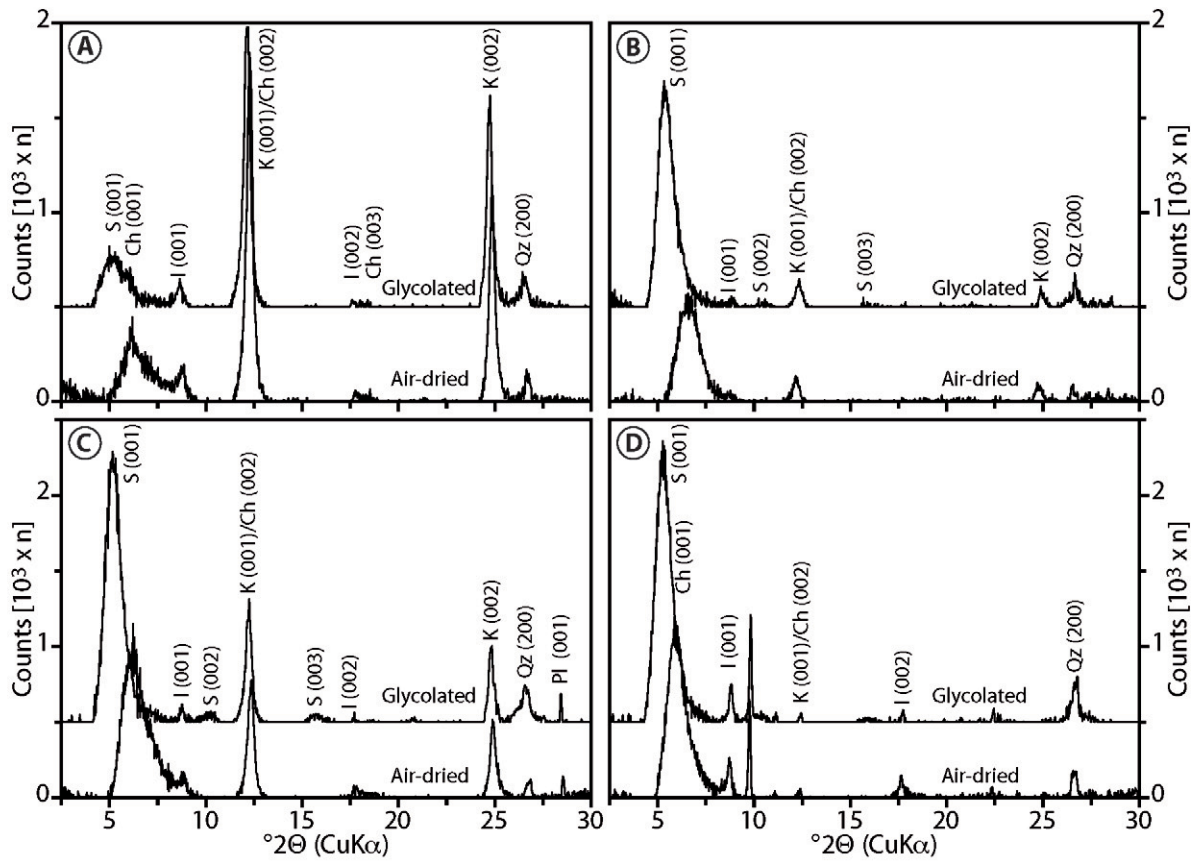 A
2
1
0
Counts [10³ x n]
S (001)
Ch (001)
I (001)
K (001)/Ch (002)
I (002)
Ch (003)
K (002)
Qz (200)
Glycolated
Air-dried
B
2
1
0
Counts [10³ x n]
S (001)
I (001)
S (002)
K (001)/Ch (002)
S (003)
K (002)
Qz (200)
Glycolated
Air-dried
C
2
1
0
Counts [10³ x n]
S (001)
I (001)
S (002)
K (001)/Ch (002)
S (003)
I (002)
K (002)
Qz (200)
Pl (001)
Glycolated
Air-dried
5 10 15 20 25 30
°2Θ (CuKα)
D
2
1
0
Counts [10³ x n]
S (001)
Ch (001)
I (001)
K (001)/Ch (002)
I (002)
Qz (200)
Glycolated
Air-dried
5 10 15 20 25 30
°2Θ (CuKα)